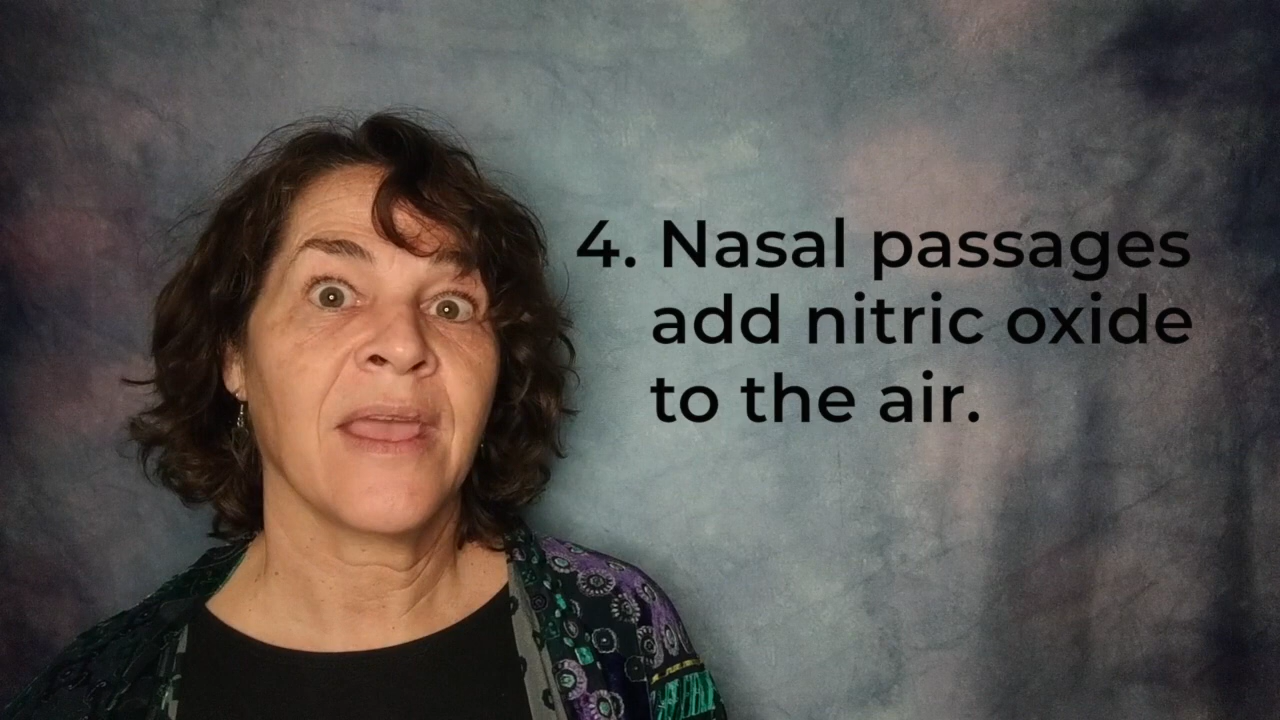 4. Nasal passages
add nitric oxide
to the air.